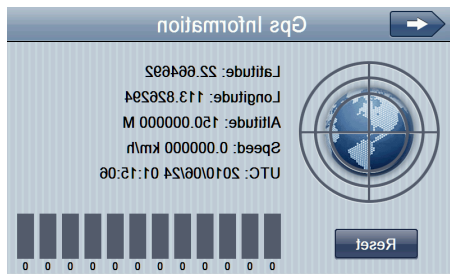 Gps Information
Latitude: 22.664692
Longitude: 113.826294
Altitude: 150.000000 M
Speed: 0.000000 km/h
UTC: 2010/06/24 01:15:06
0 0 0 0 0 0 0 0 0 0 0 0
Reset